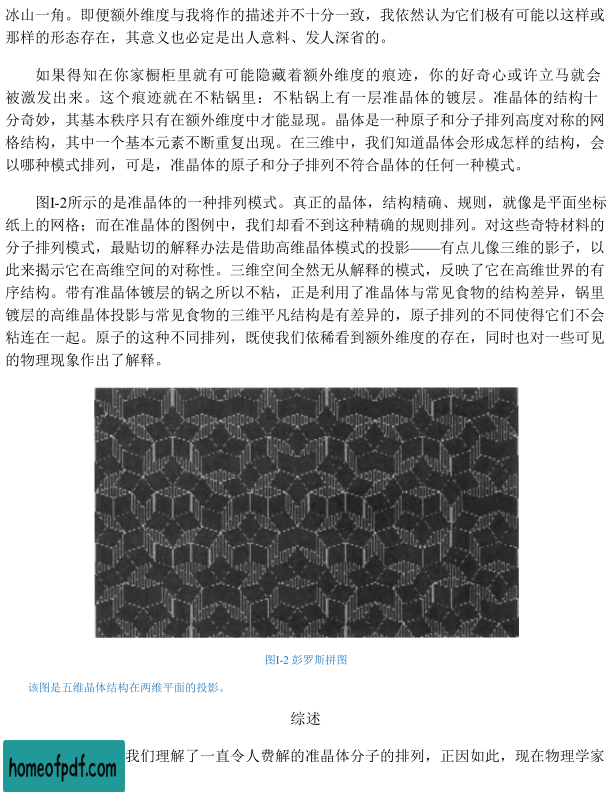 冰山一角。即便额外维度与我将作的描述并不十分一致，我依然认为它们极有可能以这样或
那样的形态存在，其意义也必定是出人意料、发人深省的。
如果得知在你家橱柜里就有可能隐藏着额外维度的痕迹，你的好奇心或许立马就会
被激发出来。这个痕迹就在不粘锅里：不粘锅上有一层准晶体的镀层。准晶体的结构十
分奇妙，其基本秩序只有在额外维度中才能显现。晶体是一种原子和分子排列高度对称的网
格结构，其中一个基本元素不断重复出现。在三维中，我们知道晶体会形成怎样的结构，会
以哪种模式排列，可是，准晶体的原子和分子排列不符合晶体的任何一种模式。
图I-2所示的是准晶体的一种排列模式。真正的晶体，结构精确、规则，就像是平面坐标
纸上的网格；而在准晶体的图例中，我们却看不到这种精确的规则排列。对这些奇特材料的
分子排列模式，最贴切的解释办法是借助高维晶体模式的投影——有点儿像三维的影子，以
此来揭示它在高维空间的对称性。三维空间全然无从解释的模式，反映了它在高维世界的有
序结构。带有准晶体镀层的锅之所以不粘，正是利用了准晶体与常见食物的结构差异，锅里
镀层的高维晶体投影与常见食物的三维平凡结构是有差异的，原子排列的不同使得它们不会
粘连在一起。原子的这种不同排列，既使我们依稀看到额外维度的存在，同时也对一些可见
的物理现象作出了解释。
图I-2 彭罗斯拼图
该图是五维晶体结构在两维平面的投影。
综述
我们理解了一直令人费解的准晶体分子的排列，正因如此，现在物理学家
homeofpdf.com